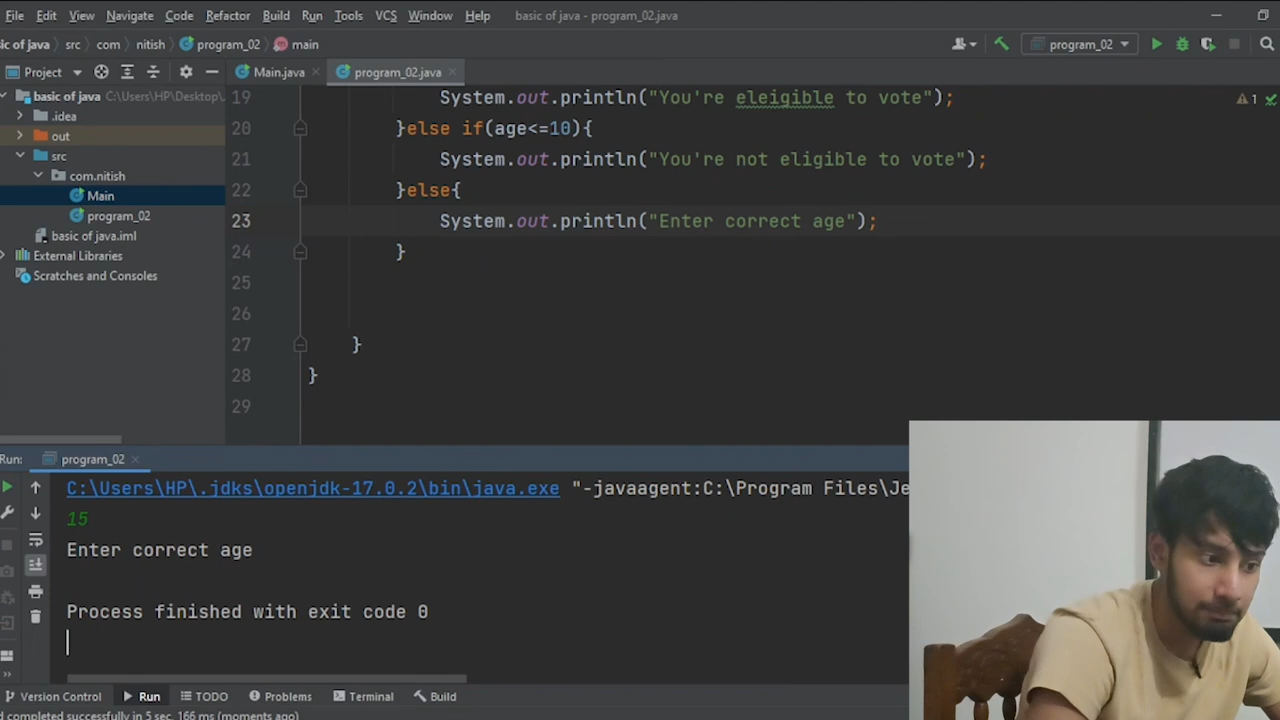 File Edit View Navigate Code Refactor Build Run Tools VCS Window Help basic of java - program_02.java
ic of java src com nitish program_02 main program_02
Project Main.java program_02.java
basic of java C:\Users\HP\Desktop\
.idea
out
src
com.nitish
Main
program_02
basic of java.iml
External Libraries
Scratches and Consoles
19 System.out.println("You're eleigible to vote"); 1
20 }else if(age<=10){
21 System.out.println("You're not eligible to vote");
22 }else{
23 System.out.println("Enter correct age");
24 }
25
26
27 }
28 }
29
Run: program_02
C:\Users\HP\.jdks\openjdk-17.0.2\bin\java.exe "-javaagent:C:\Program Files\Je
15
Enter correct age
Process finished with exit code 0
Version Control Run TODO Problems Terminal Build
d completed successfully in 5 sec, 166 ms (moments ago)